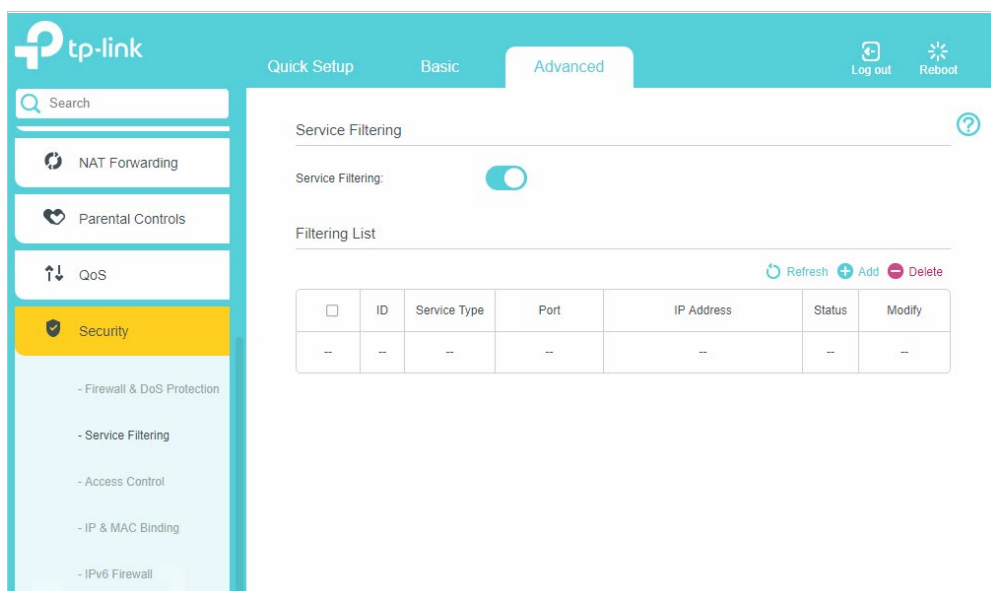 tp-link
Quick Setup Basic Advanced Log out Reboot
Search
NAT Forwarding
Parental Controls
QoS
Security
- Firewall & DoS Protection
- Service Filtering
- Access Control
- IP & MAC Binding
- IPv6 Firewall
Service Filtering
?
Service Filtering:
Filtering List
Refresh Add Delete
ID Service Type Port IP Address Status Modify
-- -- -- -- -- -- --